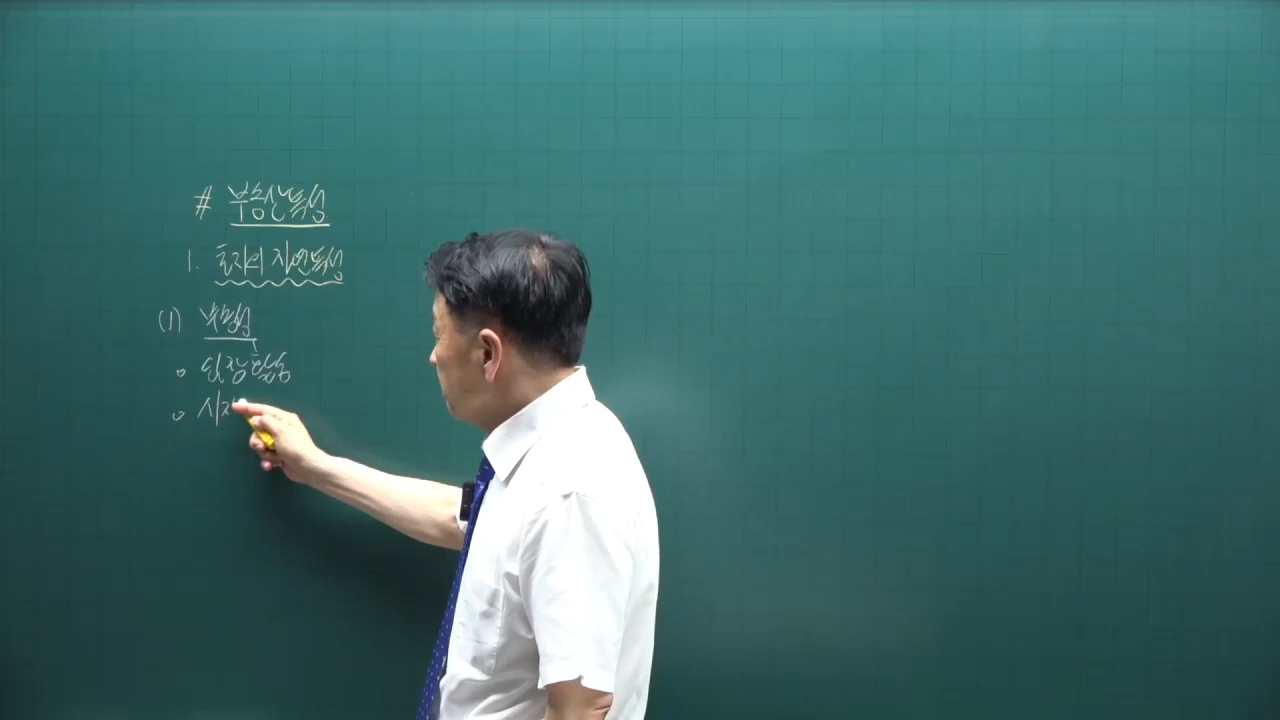 # 부동산특성
1. 토지의 자연특성
(1) 부동성
o 임장활동
o 시